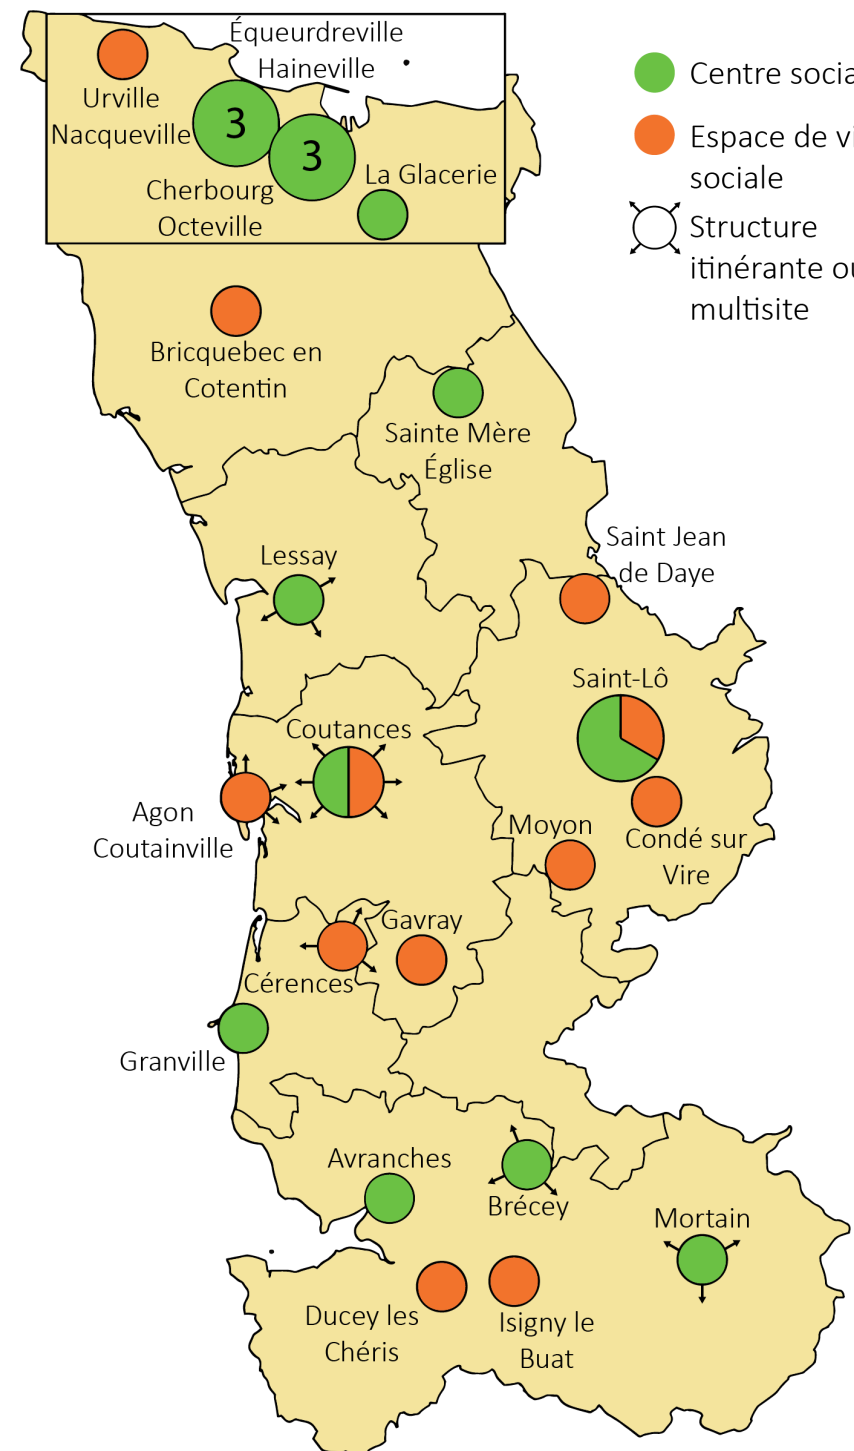 Équeurdreville
Haineville
Urville
Nacqueville
3
3
Cherbourg
Octeville
La Glacerie
Centre socia
Espace de vi
sociale
Structure
itinérante ou
multisite
Bricquebec en
Cotentin
Sainte Mère
Église
Lessay
Saint Jean
de Daye
Saint-Lô
Coutances
Agon
Coutainville
Moyon
Condé sur
Vire
Gavray
Cérences
Granville
Avranches
Brécey
Mortain
Ducey les
Chéris
Isigny le
Buat